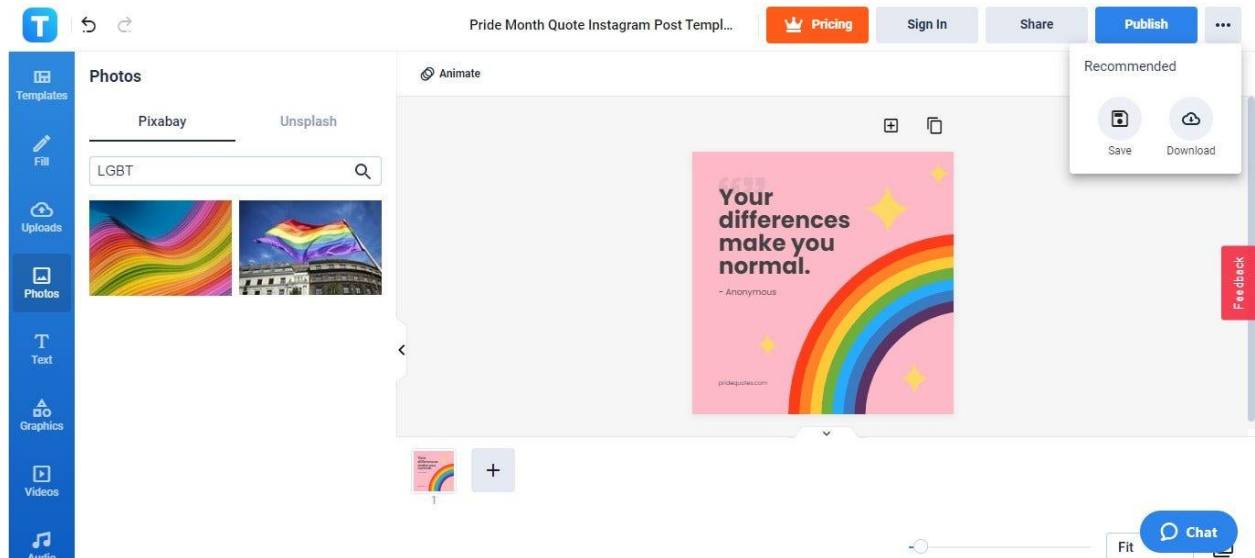 T
Pride Month Quote Instagram Post Templ...
Pricing
Sign In
Share
Publish
Recommended
Save
Download
Templates
Fill
Uploads
Photos
Text
Graphics
Videos
Audio
Photos
Pixabay
Unsplash
LGBT
Animate
Your
differences
make you
normal.
- Anonymous
pridequotes.com
Feedback
1
Fit
Chat